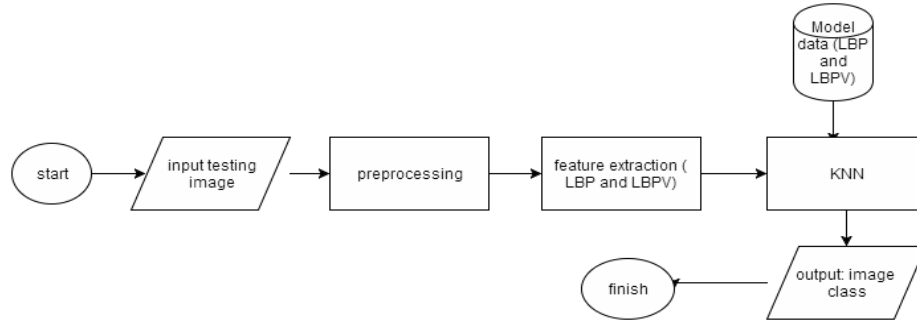 Model
data (LBP
and
LBPV)
start
input testing
image
preprocessing
feature extraction (
LBP and LBPV)
KNN
output: image
class
finish